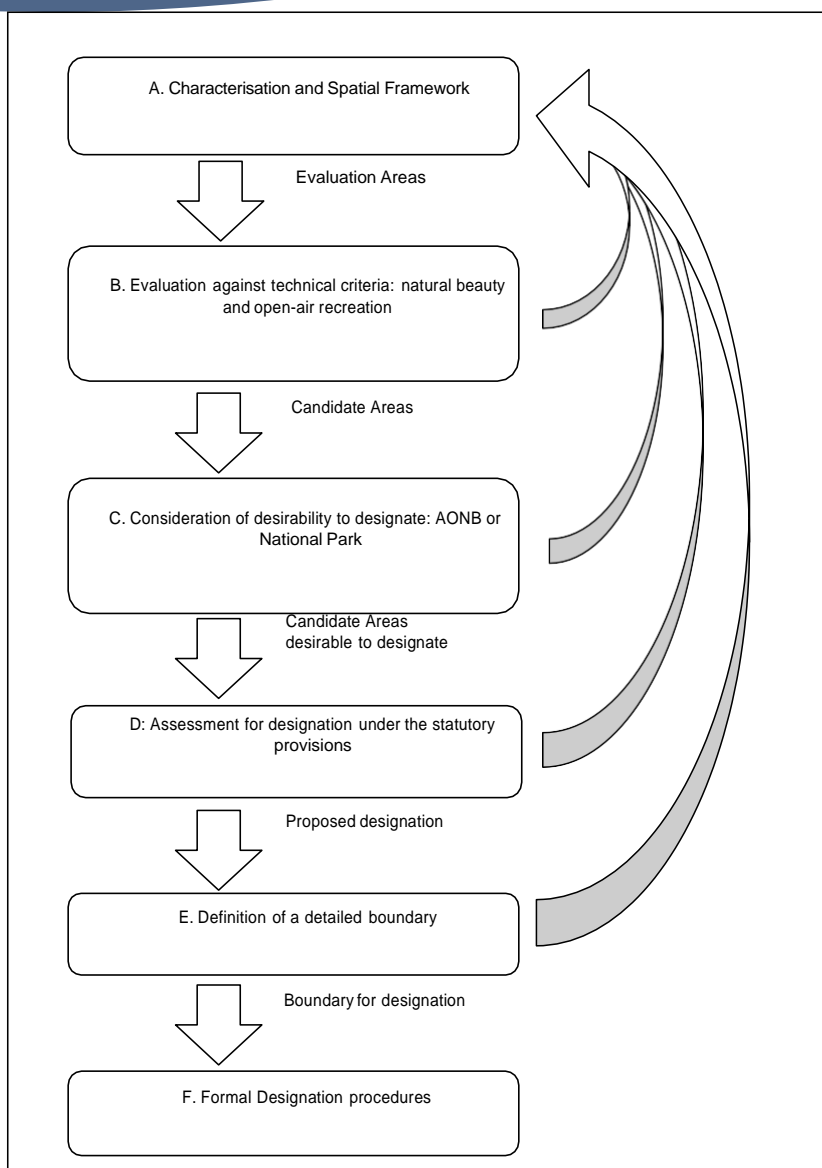 A. Characterisation and Spatial Framework
Evaluation Areas
B. Evaluation against technical criteria: natural beauty
and open-air recreation
Candidate Areas
C. Consideration of desirability to designate: AONB or
National Park
Candidate Areas
desirable to designate
D: Assessment for designation under the statutory
provisions
Proposed designation
E. Definition of a detailed boundary
Boundary for designation
F. Formal Designation procedures